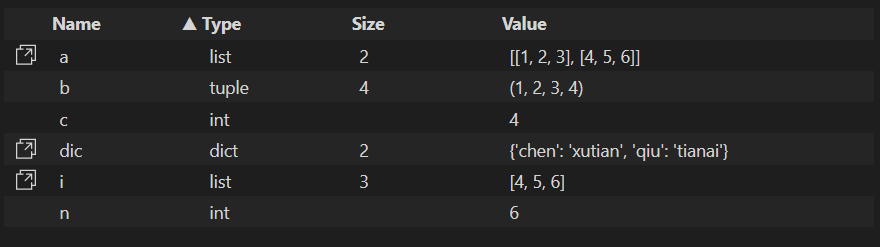 Name ▲ Type Size Value
a list 2 [[1, 2, 3], [4, 5, 6]]
b tuple 4 (1, 2, 3, 4)
c int 4
dic dict 2 {'chen': 'xutian', 'qiu': 'tianai'}
i list 3 [4, 5, 6]
n int 6